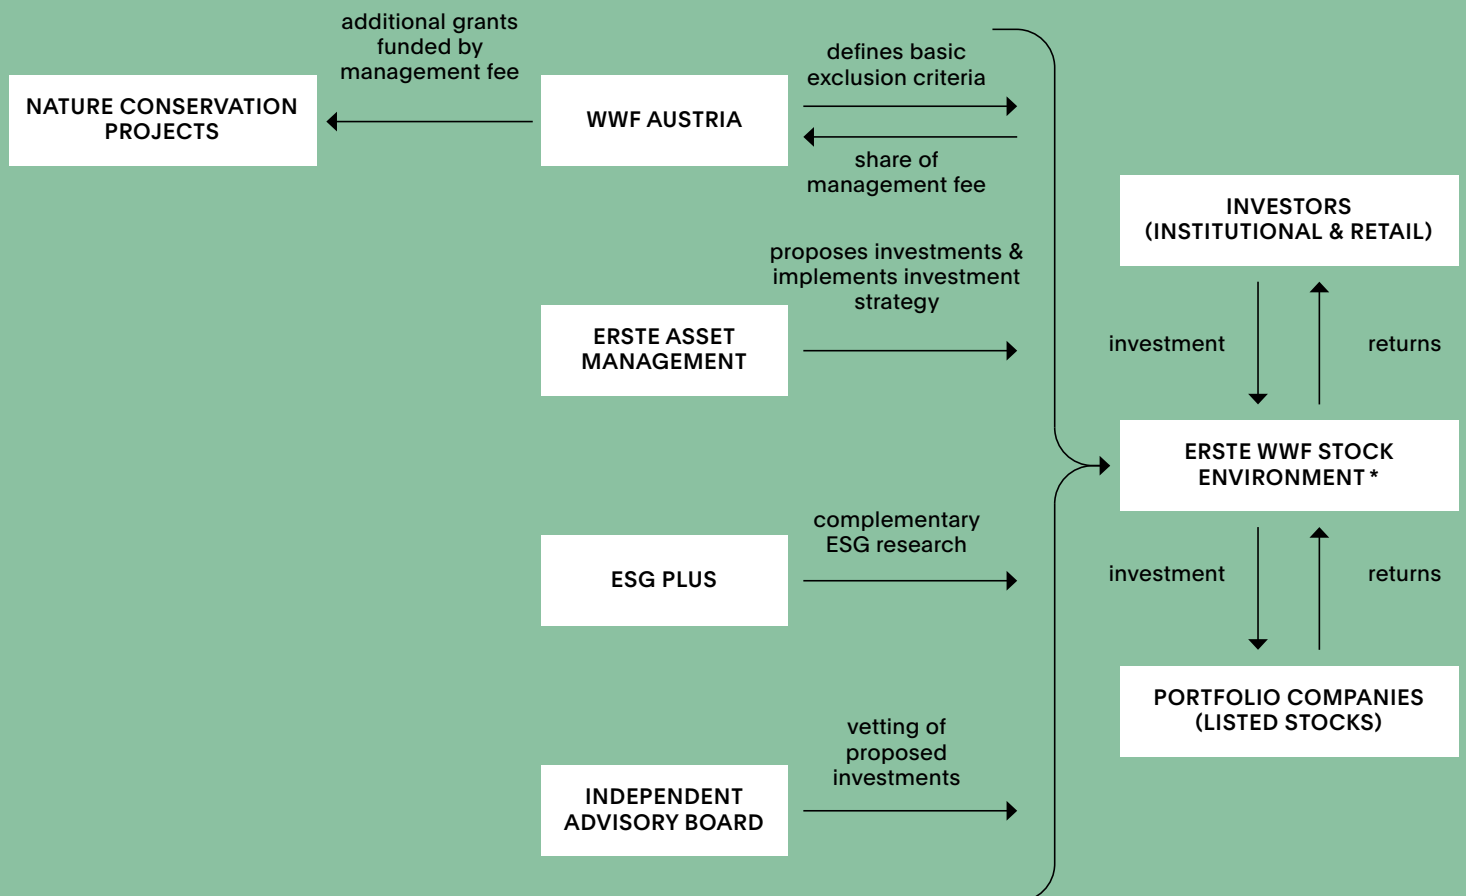 additional grants
funded by
management fee
NATURE CONSERVATION
PROJECTS
WWF AUSTRIA
defines basic
exclusion criteria
share of
management fee
proposes investments &
implements investment
strategy
ERSTE ASSET
MANAGEMENT
complementary
ESG research
ESG PLUS
vetting of
proposed
investments
INDEPENDENT
ADVISORY BOARD
INVESTORS
(INSTITUTIONAL & RETAIL)
investment
returns
ERSTE WWF STOCK
ENVIRONMENT *
investment
returns
PORTFOLIO COMPANIES
(LISTED STOCKS)